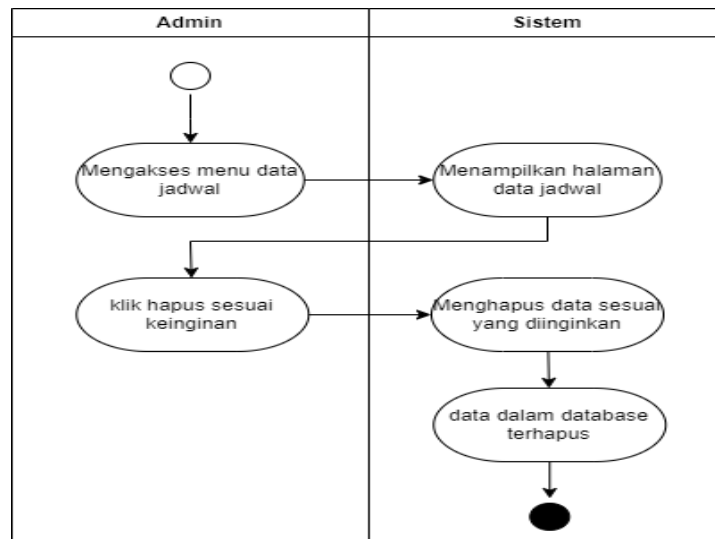 Admin
Sistem
Mengakses menu data
jadwal
Menampilkan halaman
data jadwal
klik hapus sesuai
keinginan
Menghapus data sesuai
yang diinginkan
data dalam database
terhapus